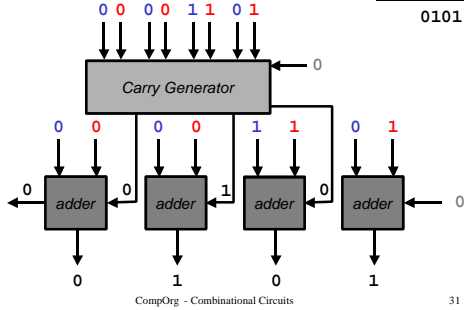 0 0 0 0 1 1 0 1
0101
0
Carry Generator
0 0 0 0 1 1 0 1
0 adder 0 adder 1 adder 0 adder 0
0 1 0 1
CompOrg - Combinational Circuits 31